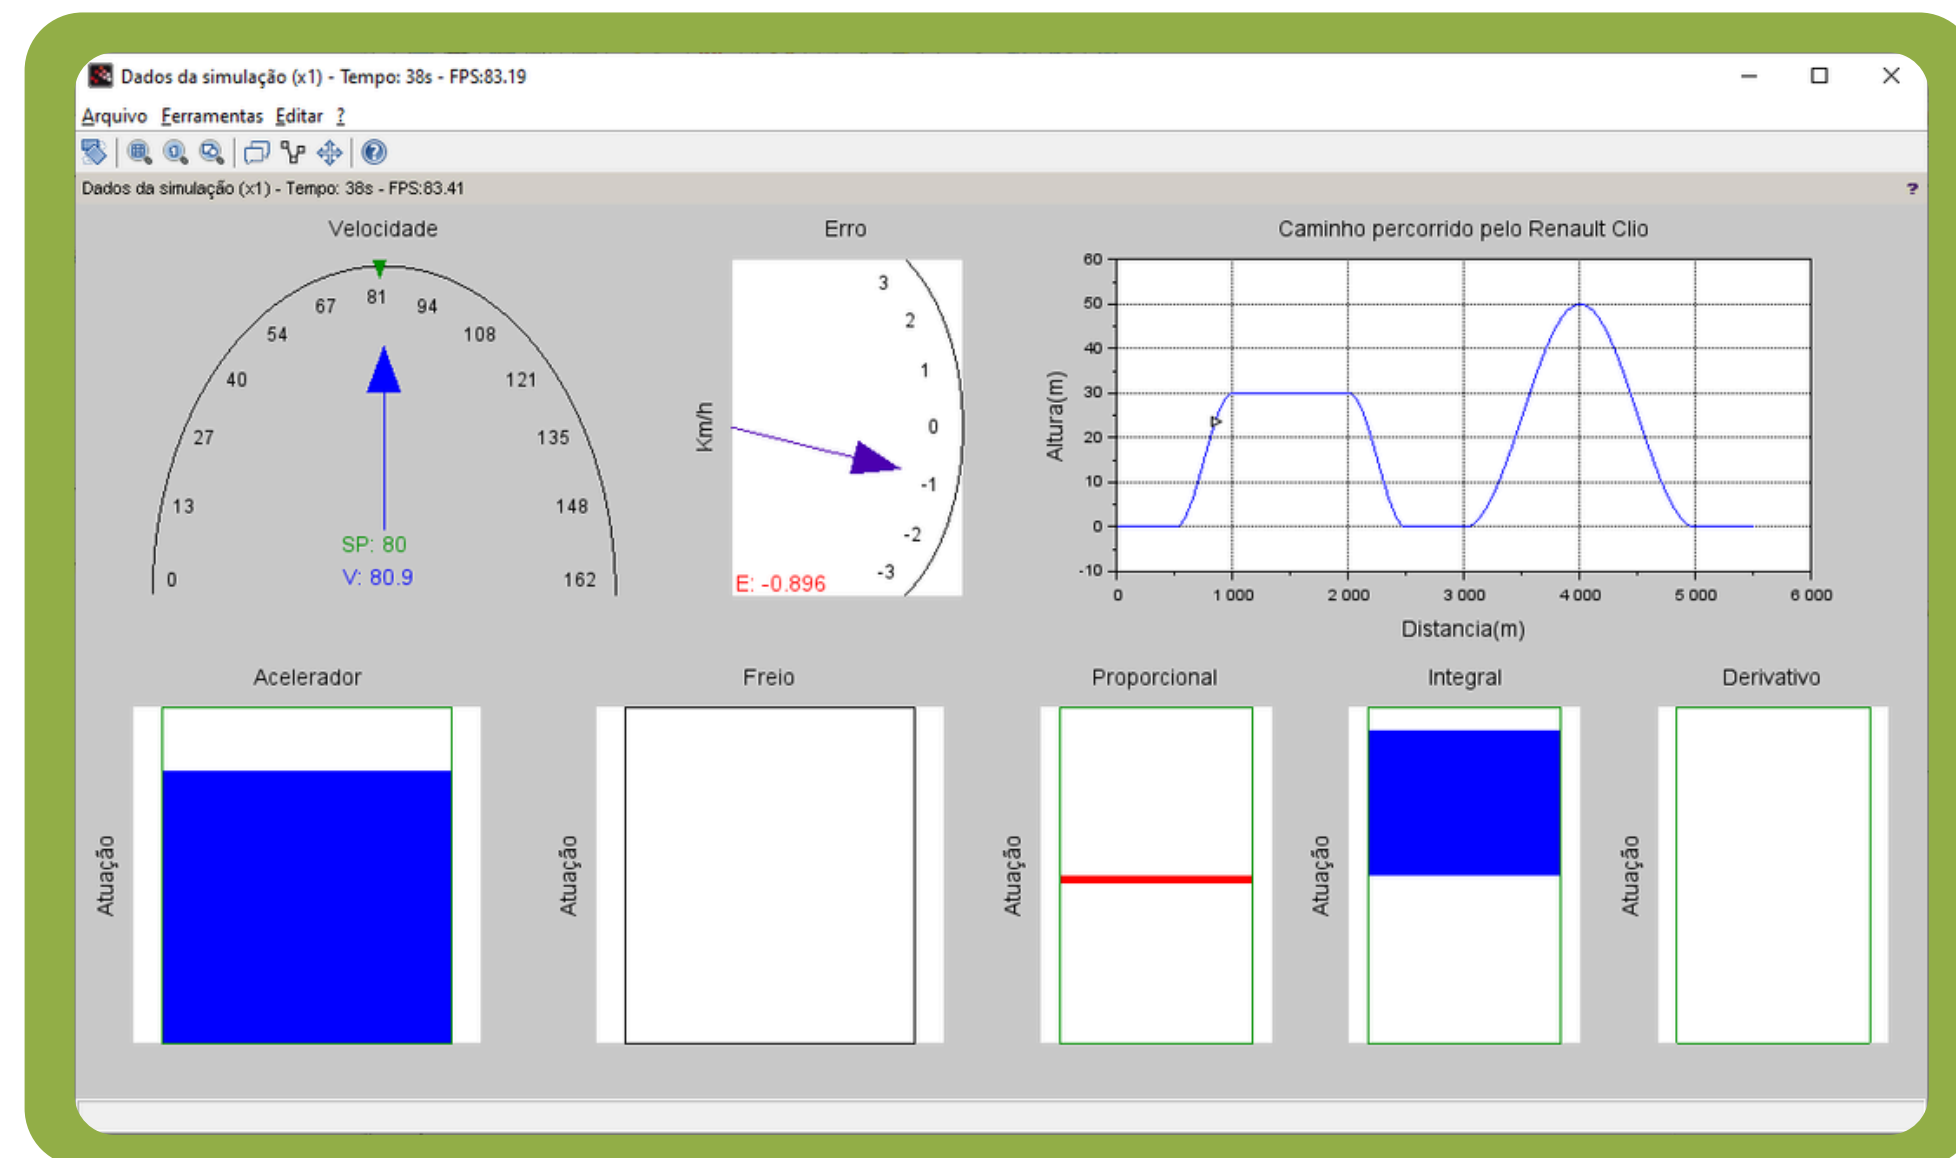 Dados da simulação (x1) - Tempo: 38s - FPS:83.19
Arquivo Ferramentas Editar ?
Dados da simulação (x1) - Tempo: 38s - FPS:83.41 ?
Velocidade
0
13
27
40
54
67
81
94
108
121
135
148
162
SP: 80
V: 80.9
Erro
Km/h
3
2
1
0
-1
-2
-3
E: -0.896
Caminho percorrido pelo Renault Clio
Altura(m)
60
50
40
30
20
10
0
-10
0 1 000 2 000 3 000 4 000 5 000 6 000
Distancia(m)
Acelerador
Atuação
Freio
Atuação
Proporcional
Atuação
Integral
Atuação
Derivativo
Atuação